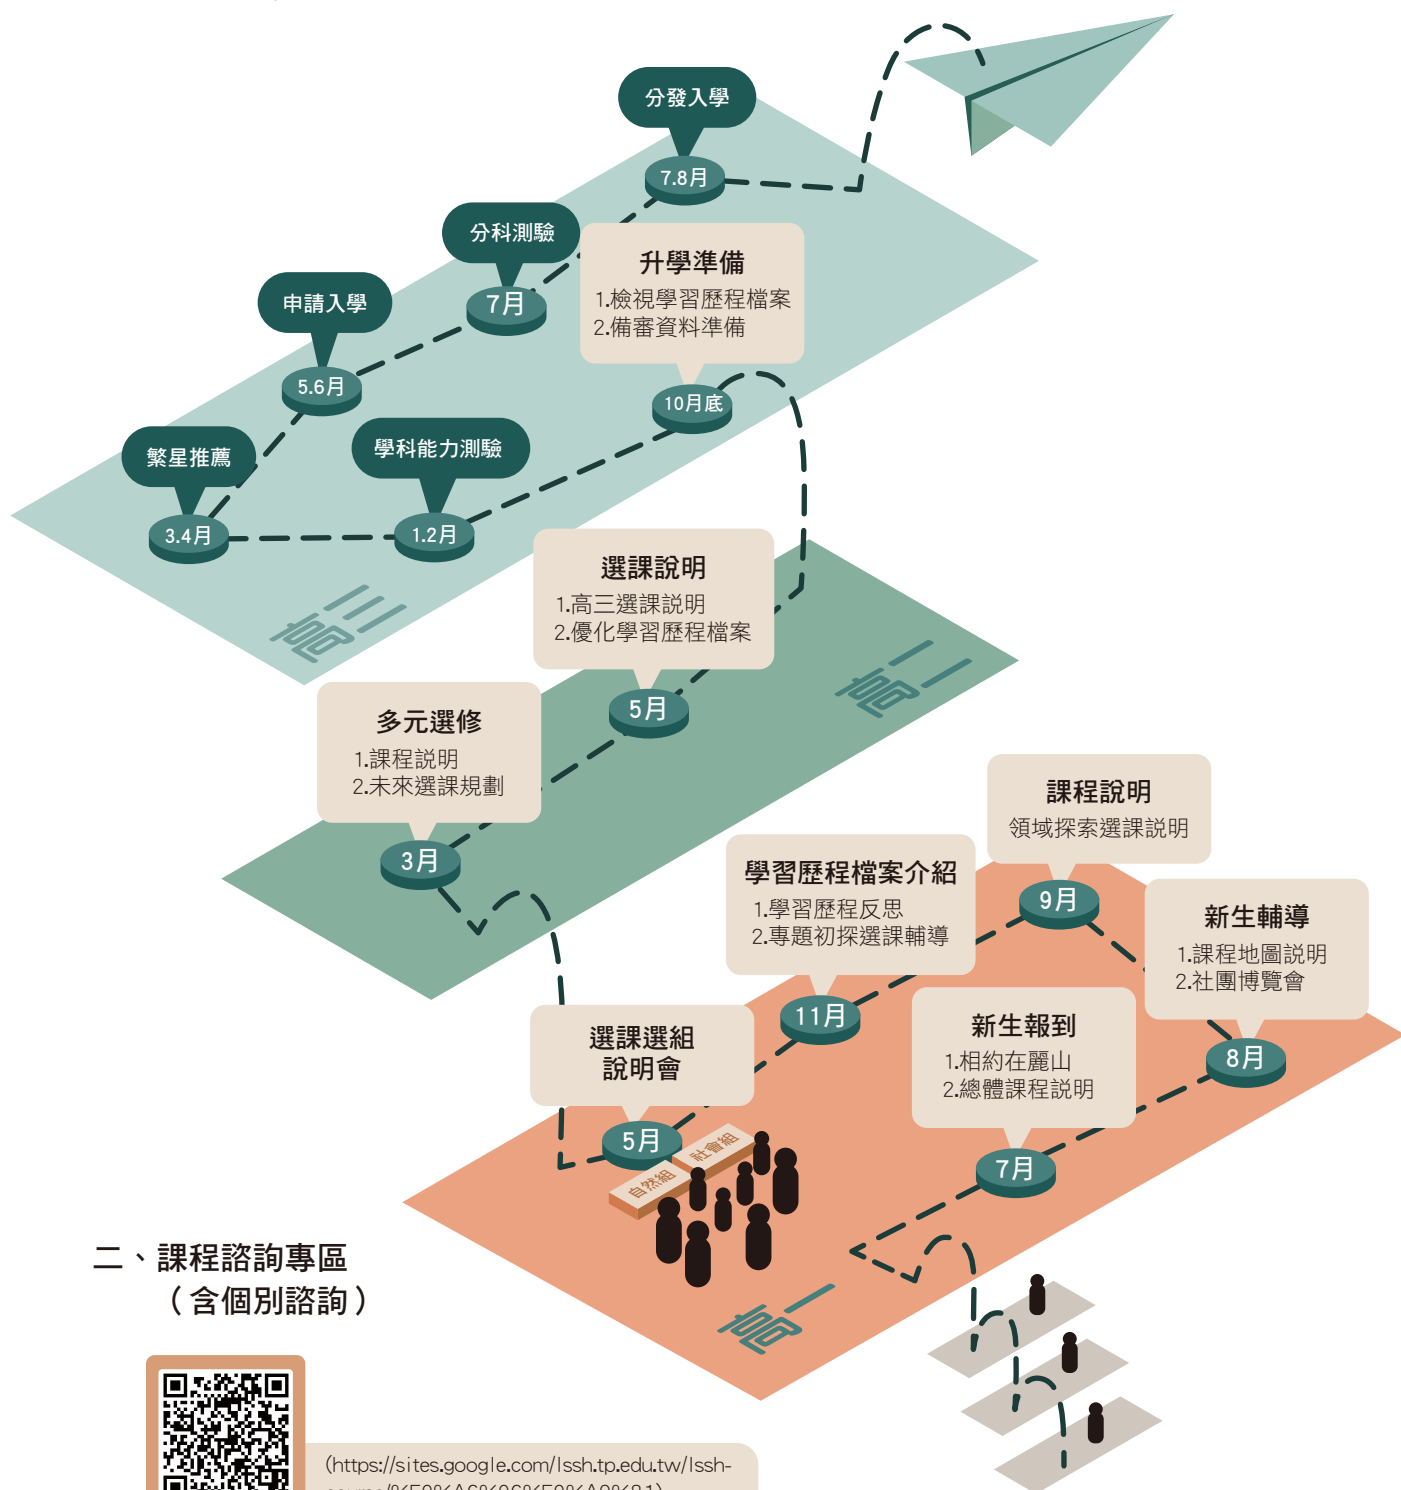 分發入學
7.8月
分科測驗
7月
升學準備
1.檢視學習歷程檔案
2.備審資料準備
申請入學
5.6月
10月底
繁星推薦
3.4月
學科能力測驗
1.2月
高三
選課說明
1.高三選課說明
2.優化學習歷程檔案
5月
高二
多元選修
1.課程說明
2.未來選課規劃
3月
課程說明
領域探索選課說明
9月
學習歷程檔案介紹
1.學習歷程反思
2.專題初探選課輔導
11月
新生輔導
1.課程地圖說明
2.社團博覽會
8月
選課選組
說明會
5月
社會組
自然組
新生報到
1.相約在麗山
2.總體課程說明
7月
高一
二、課程諮詢專區
（含個別諮詢）
(https://sites.google.com/lssh.tp.edu.tw/lssh-